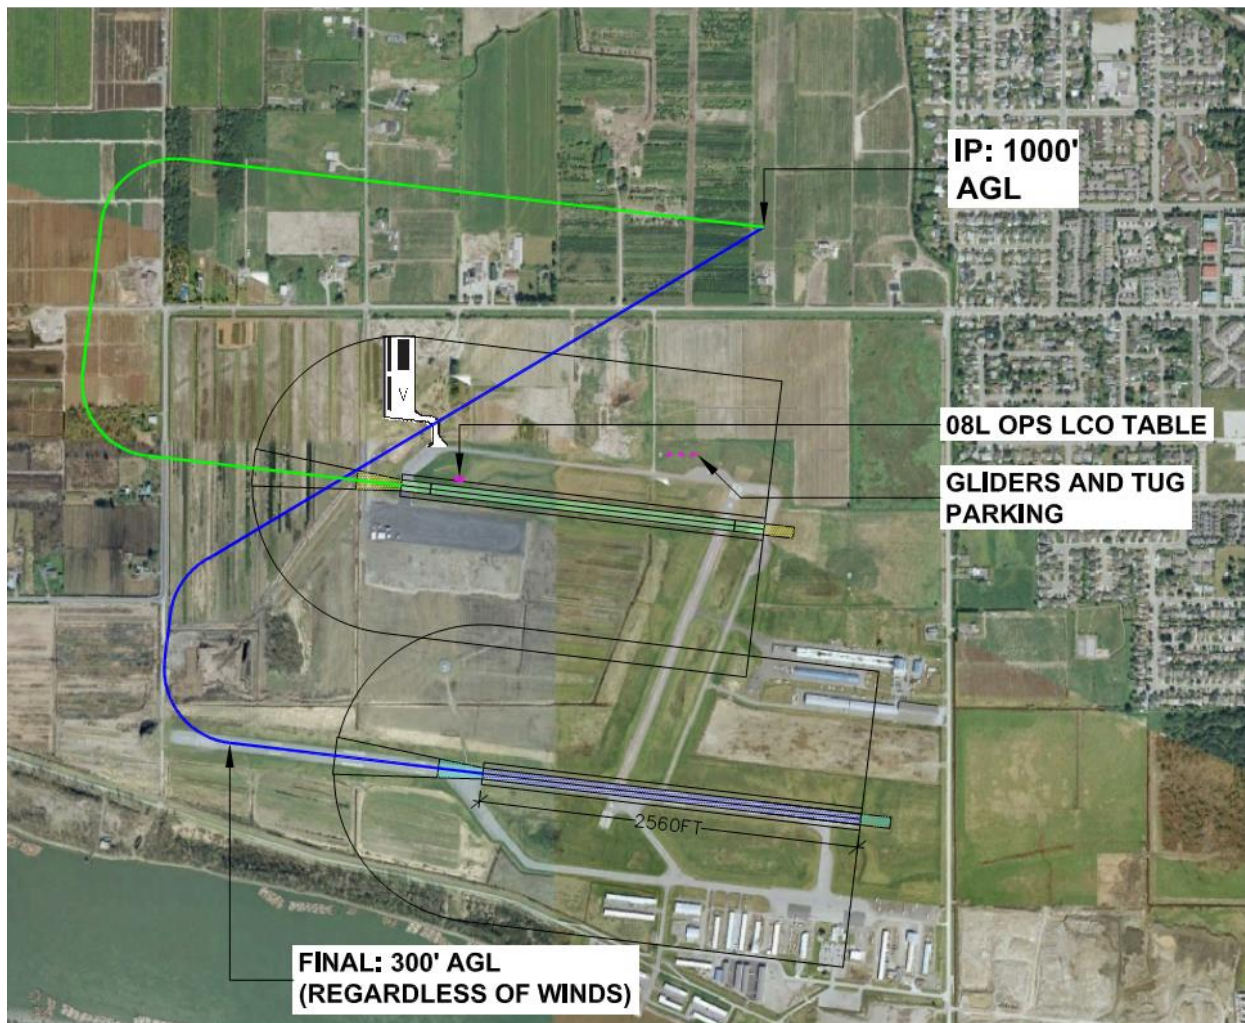 IP: 1000'
AGL
V
08L OPS LCO TABLE
GLIDERS AND TUG
PARKING
2560FT
FINAL: 300' AGL
(REGARDLESS OF WINDS)